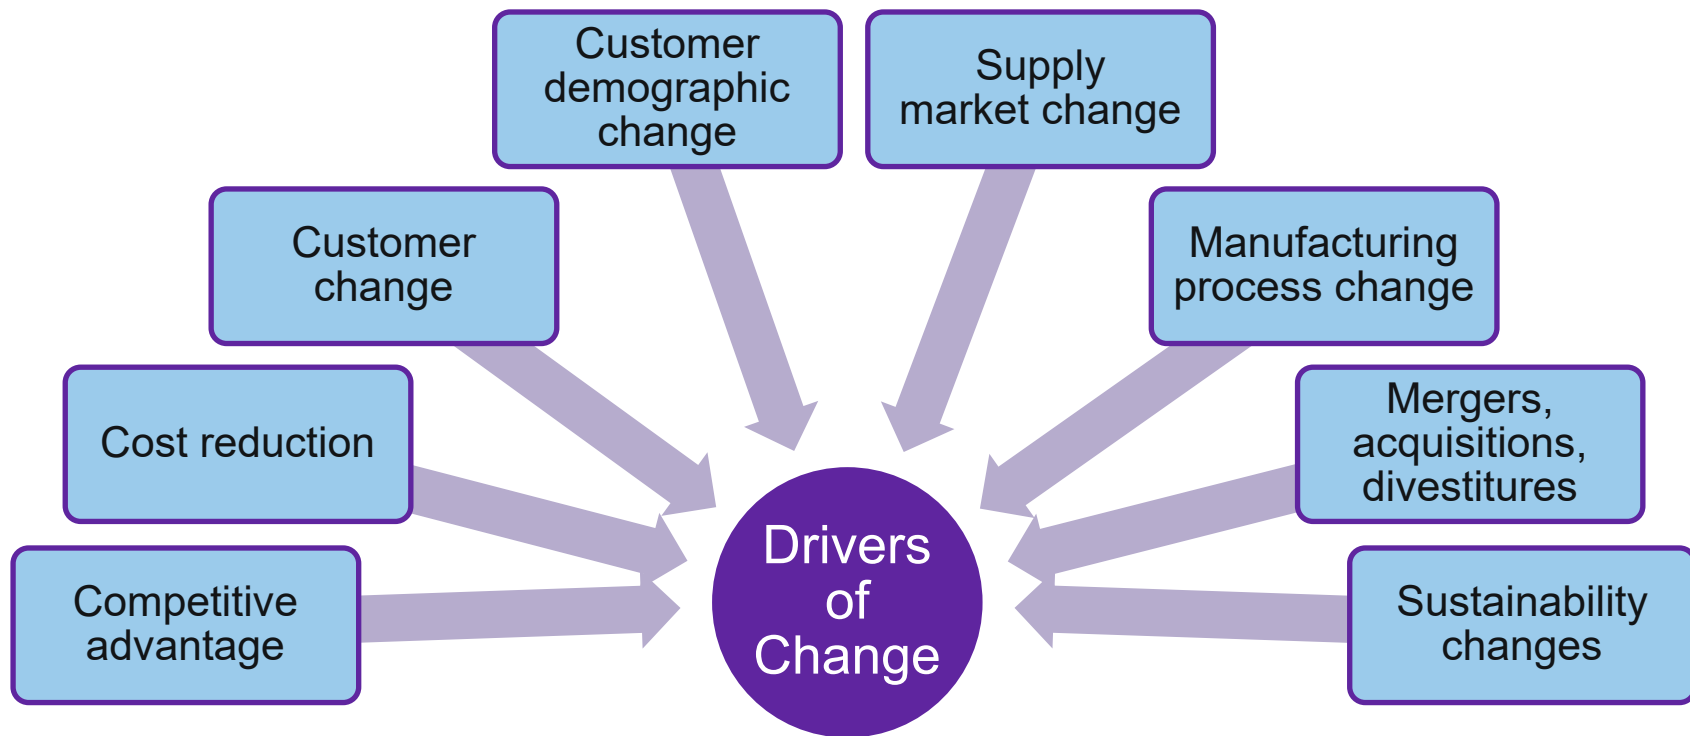 Customer
demographic
change
Supply
market change
Customer
change
Manufacturing
process change
Cost reduction
Mergers,
acquisitions,
divestitures
Competitive
advantage
Drivers
of
Change
Sustainability
changes